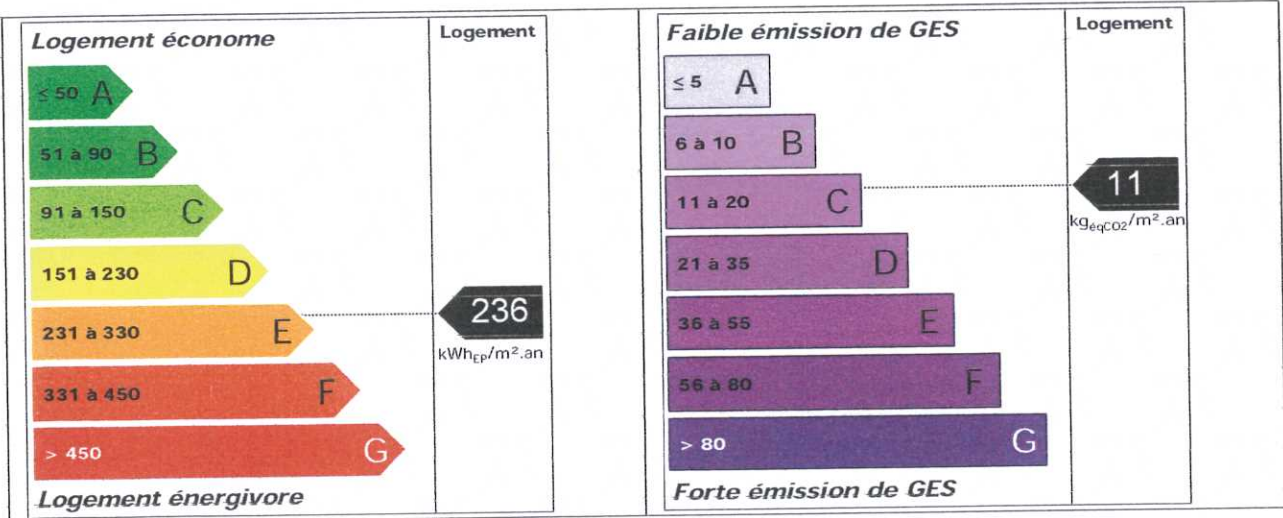 Logement économe
Logement
≤ 50 A
51 à 90 B
91 à 150 C
151 à 230 D
231 à 330 E
236
kWhEP/m².an
331 à 450 F
> 450 G
Logement énergivore
Faible émission de GES
Logement
≤ 5 A
6 à 10 B
11 à 20 C
11
kgéqCO2/m².an
21 à 35 D
36 à 55 E
56 à 80 F
> 80 G
Forte émission de GES